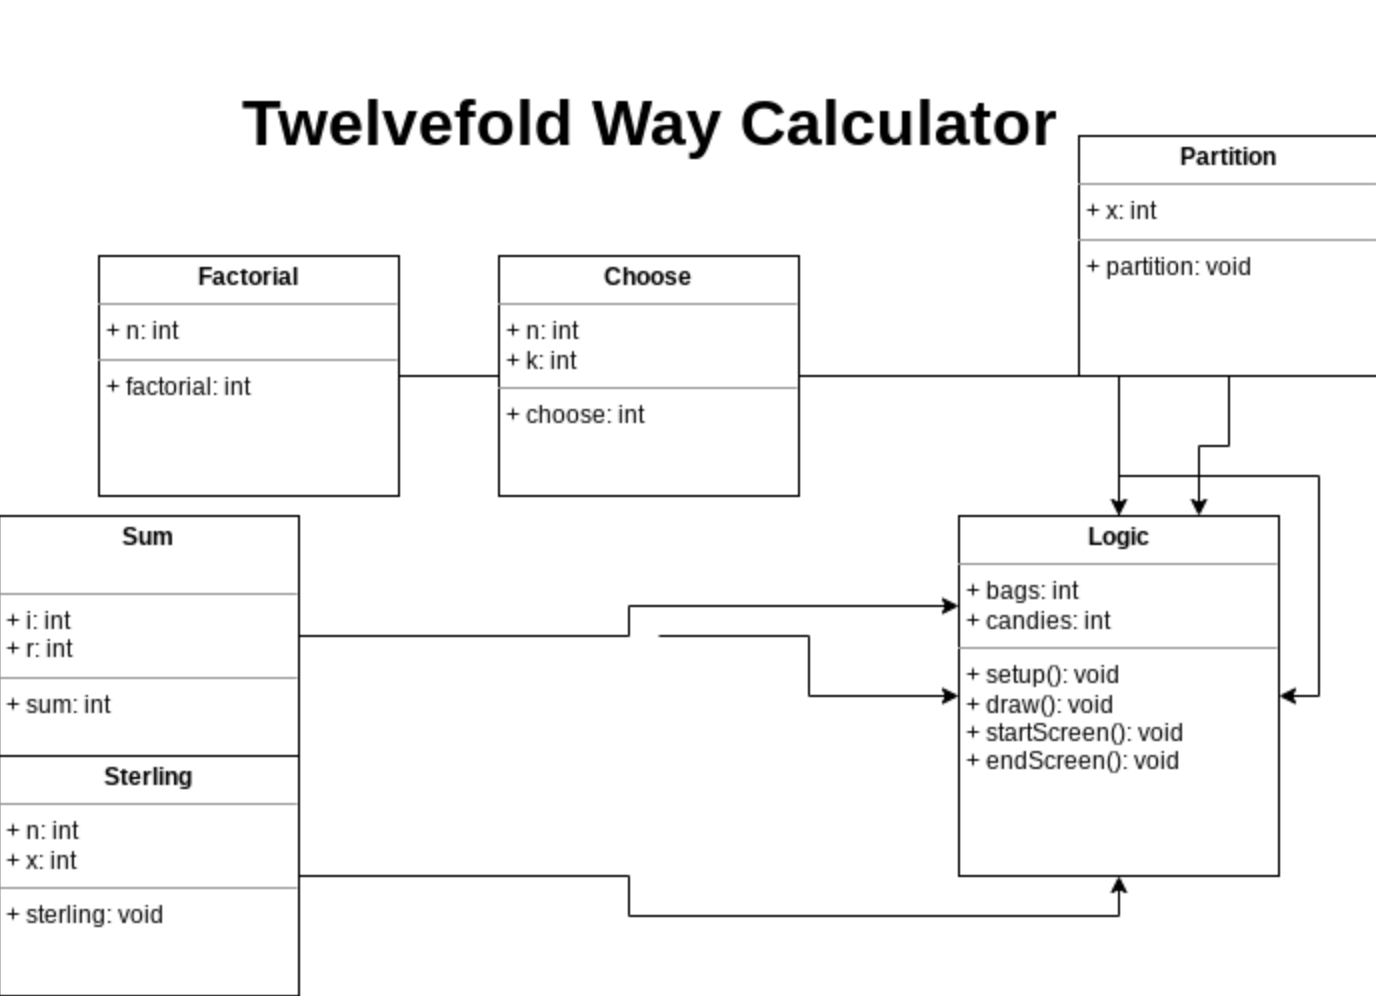 Twelvefold Way Calculator
Partition
+ x: int
+ partition: void
Factorial
+ n: int
+ factorial: int
Choose
+ n: int
+ k: int
+ choose: int
Sum
+ i: int
+ r: int
+ sum: int
Sterling
+ n: int
+ x: int
+ sterling: void
Logic
+ bags: int
+ candies: int
+ setup(): void
+ draw(): void
+ startScreen(): void
+ endScreen(): void